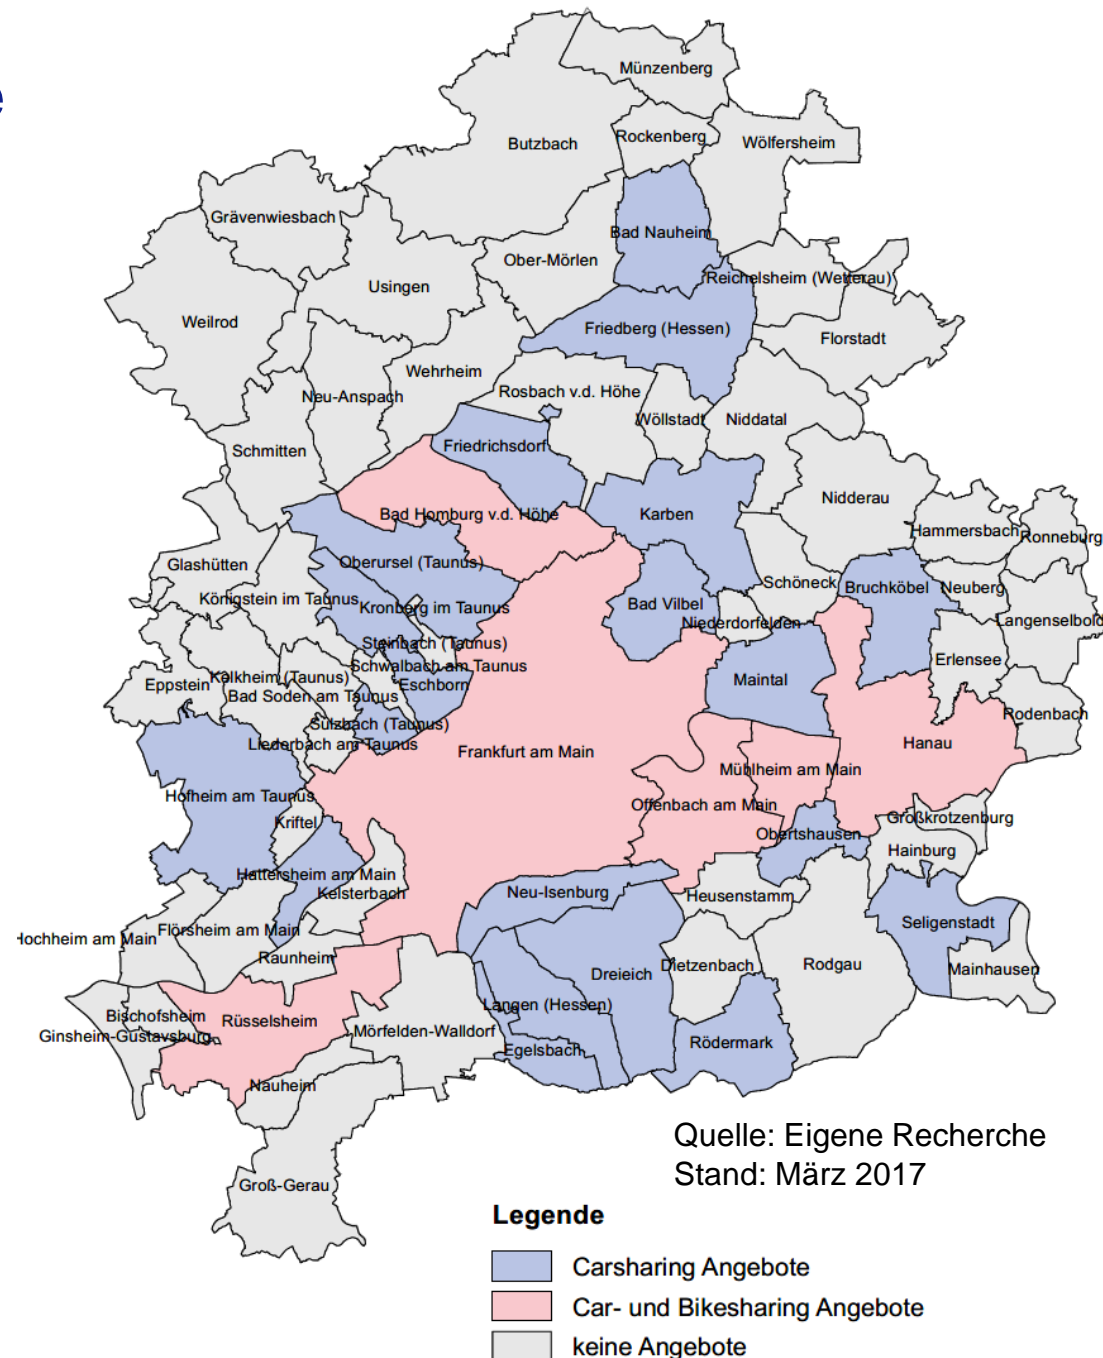 e
Münzenberg
Rockenberg
Wölfersheim
Butzbach
Grävenwiesbach
Bad Nauheim
Ober-Mörlen
Reichelsheim (Wetterau)
Usingen
Weilrod
Friedberg (Hessen)
Florstadt
Wehrheim
Neu-Anspach
Rosbach v.d. Höhe
Wöllstadt
Niddatal
Schmitten
Friedrichsdorf
Nidderau
Bad Homburg v.d. Höhe
Karben
Hammersbach
Ronneburg
Glashütten
Oberursel (Taunus)
Schöneck
Bruchköbel
Neuberg
Königstein im Taunus
Kronberg im Taunus
Bad Vilbel
Niederdorfelden
Langenselbold
Steinbach (Taunus)
Schwalbach am Taunus
Erlensee
Kelkheim (Taunus)
Eppstein
Eschborn
Maintal
Bad Soden am Taunus
Rodenbach
Sulzbach (Taunus)
Liederbach am Taunus
Frankfurt am Main
Hanau
Mühlheim am Main
Hofheim am Taunus
Offenbach am Main
Kriftel
Großkrotzenburg
Obertshausen
Hainburg
Hattersheim am Main
Kelsterbach
Neu-Isenburg
Heusenstamm
Seligenstadt
Flörsheim am Main
Hochheim am Main
Raunheim
Dietzenbach
Rodgau
Mainhausen
Dreieich
Langen (Hessen)
Bischofsheim
Rüsselsheim
Ginsheim-Gustavsburg
Mörfelden-Walldorf
Egelsbach
Rödermark
Nauheim
Groß-Gerau
Quelle: Eigene Recherche
Stand: März 2017
Legende
Carsharing Angebote
Car- und Bikesharing Angebote
keine Angebote